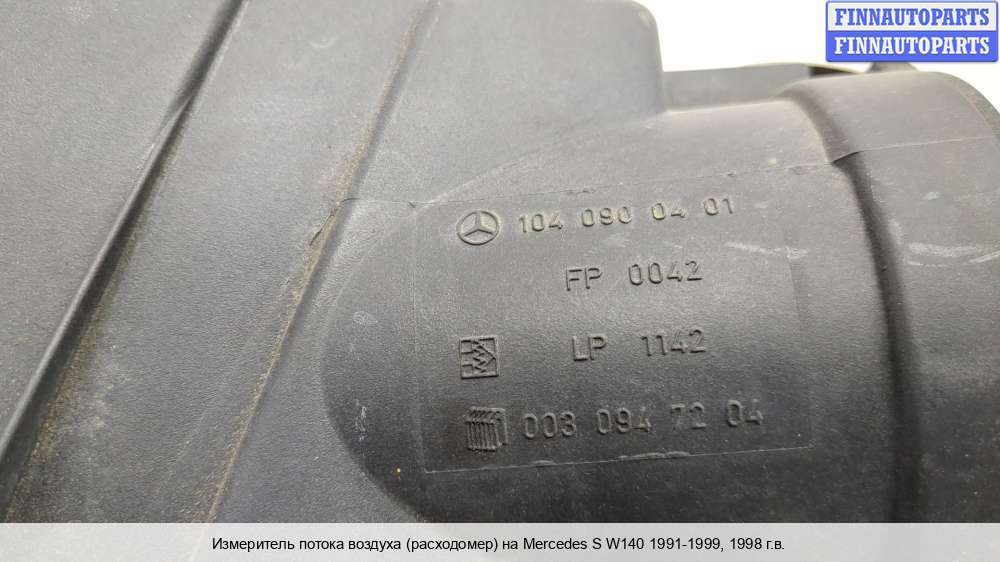 FINNAUTOPARTS
FINNAUTOPARTS
104 090 04 01
FP 0042
LP 1142
003 094 72 04
Измеритель потока воздуха (расходомер) на Mercedes S W140 1991-1999, 1998 г.в.